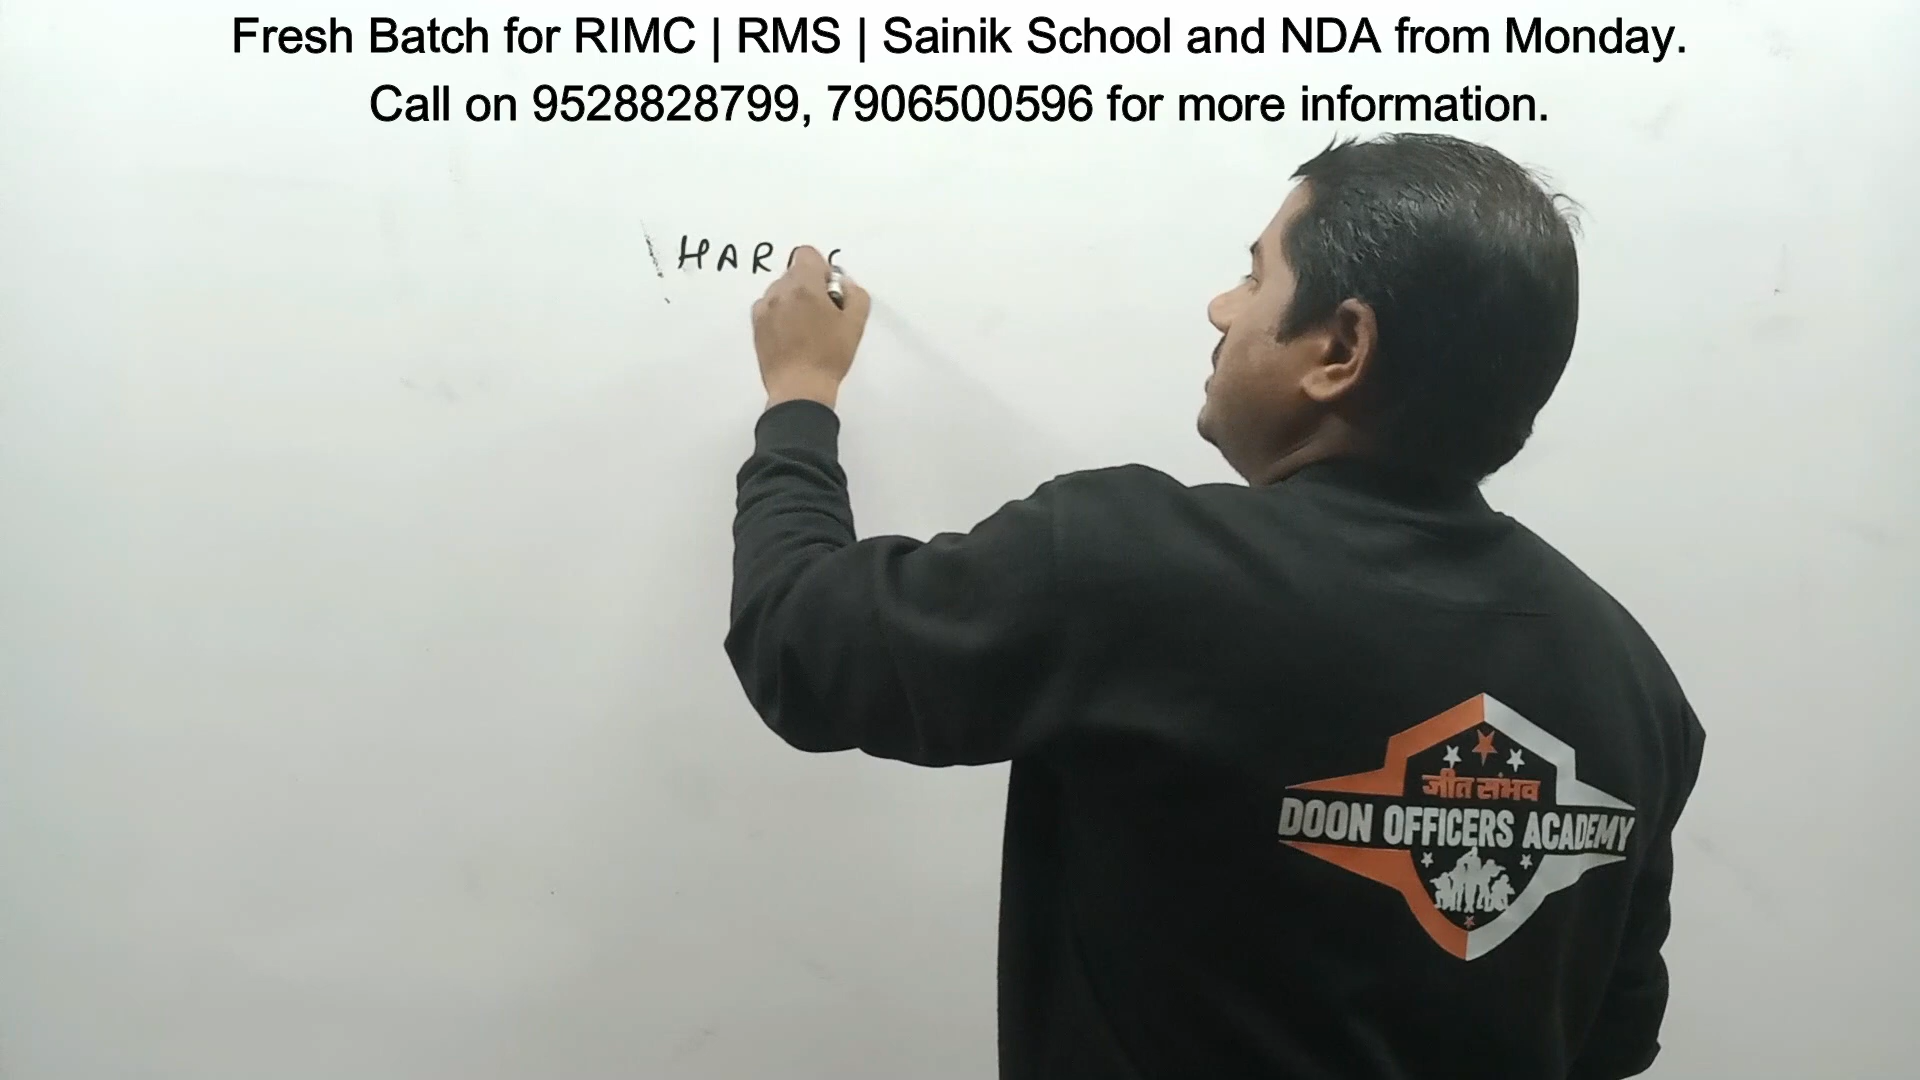 Fresh Batch for RIMC | RMS | Sainik School and NDA from Monday.
Call on 9528828799, 7906500596 for more information.
जीत संभव
DOON OFFICERS ACADEMY